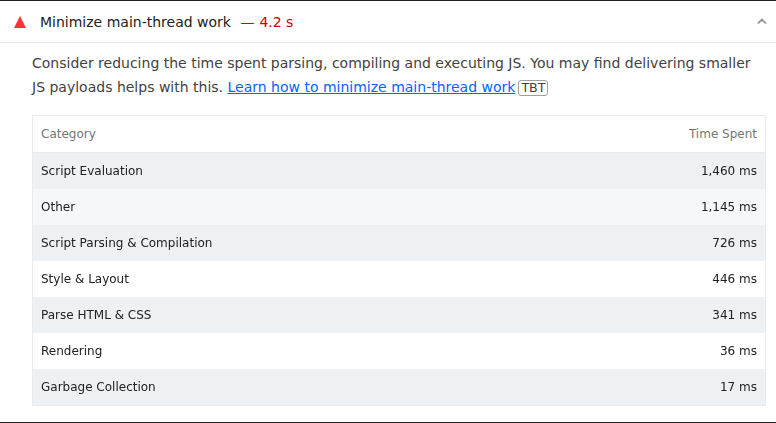 Minimize main-thread work — 4.2 s
Consider reducing the time spent parsing, compiling and executing JS. You may find delivering smaller
JS payloads helps with this. Learn how to minimize main-thread work TBT
Category Time Spent
Script Evaluation 1,460 ms
Other 1,145 ms
Script Parsing & Compilation 726 ms
Style & Layout 446 ms
Parse HTML & CSS 341 ms
Rendering 36 ms
Garbage Collection 17 ms